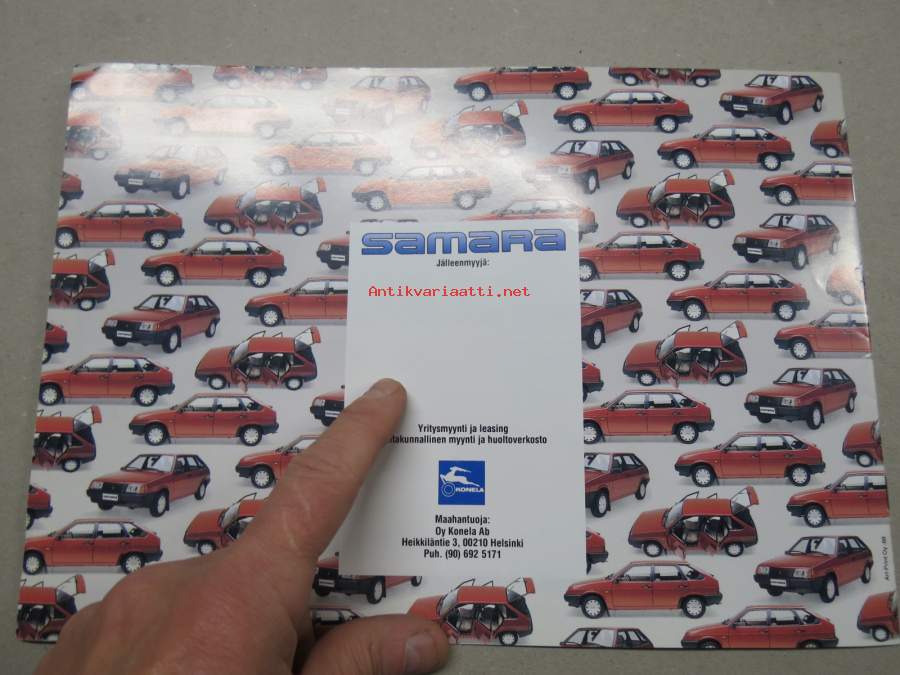 SAMARA
Jälleenmyyjä:
Antikvariaatti.net
Yritysmyynti ja leasing
takunnallinen myynti ja huoltoverkosto
KONELA
Maahantuoja:
Oy Konela Ab
Heikkiläntie 3, 00210 Helsinki
Puh. (90) 692 5171